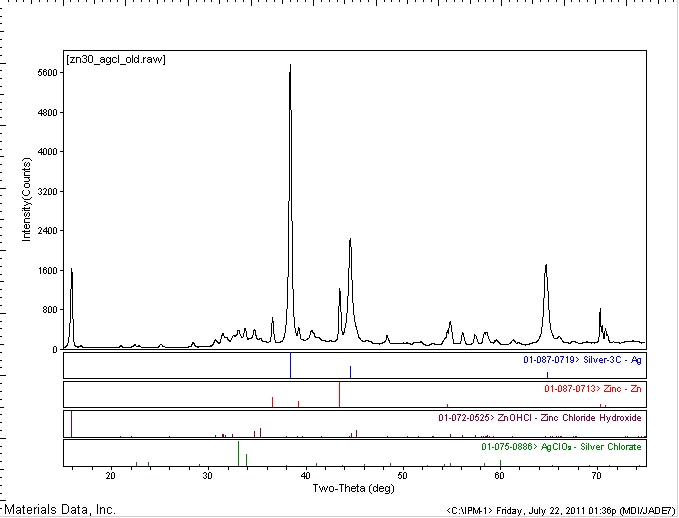 [zn30_agcl_old.raw]
Intensity(Counts)
5600
4800
4000
3200
2400
1600
800
0
01-087-0719> Silver-3C - Ag
01-087-0713> Zinc - Zn
01-072-0525> ZnOHCl - Zinc Chloride Hydroxide
01-075-0886> AgClO₃ - Silver Chlorate
20 30 40 50 60 70
Two-Theta (deg)
Materials Data, Inc.
<C:\IPM-1> Friday, July 22, 2011 01:36p (MDI/JADE7)